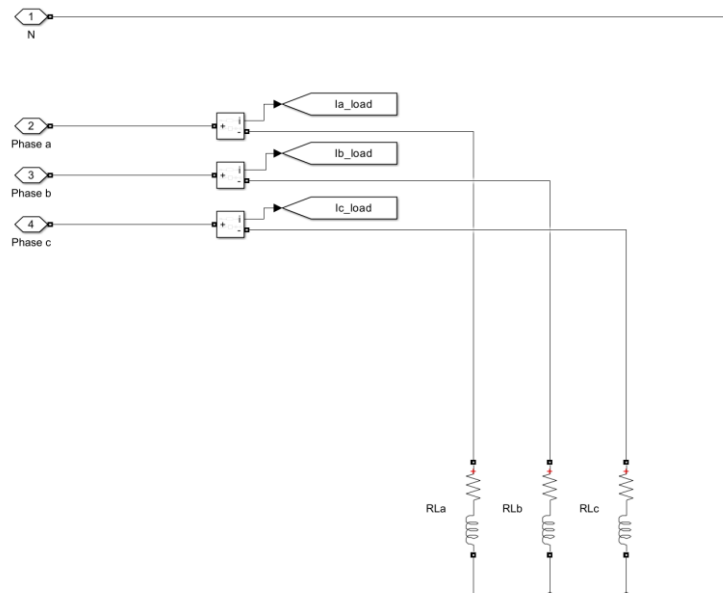 1
N
Ia_load
2
+
i
-
Phase a
Ib_load
3
+
i
-
Phase b
Ic_load
4
+
i
-
Phase c
+
+
+
RLa
RLb
RLc